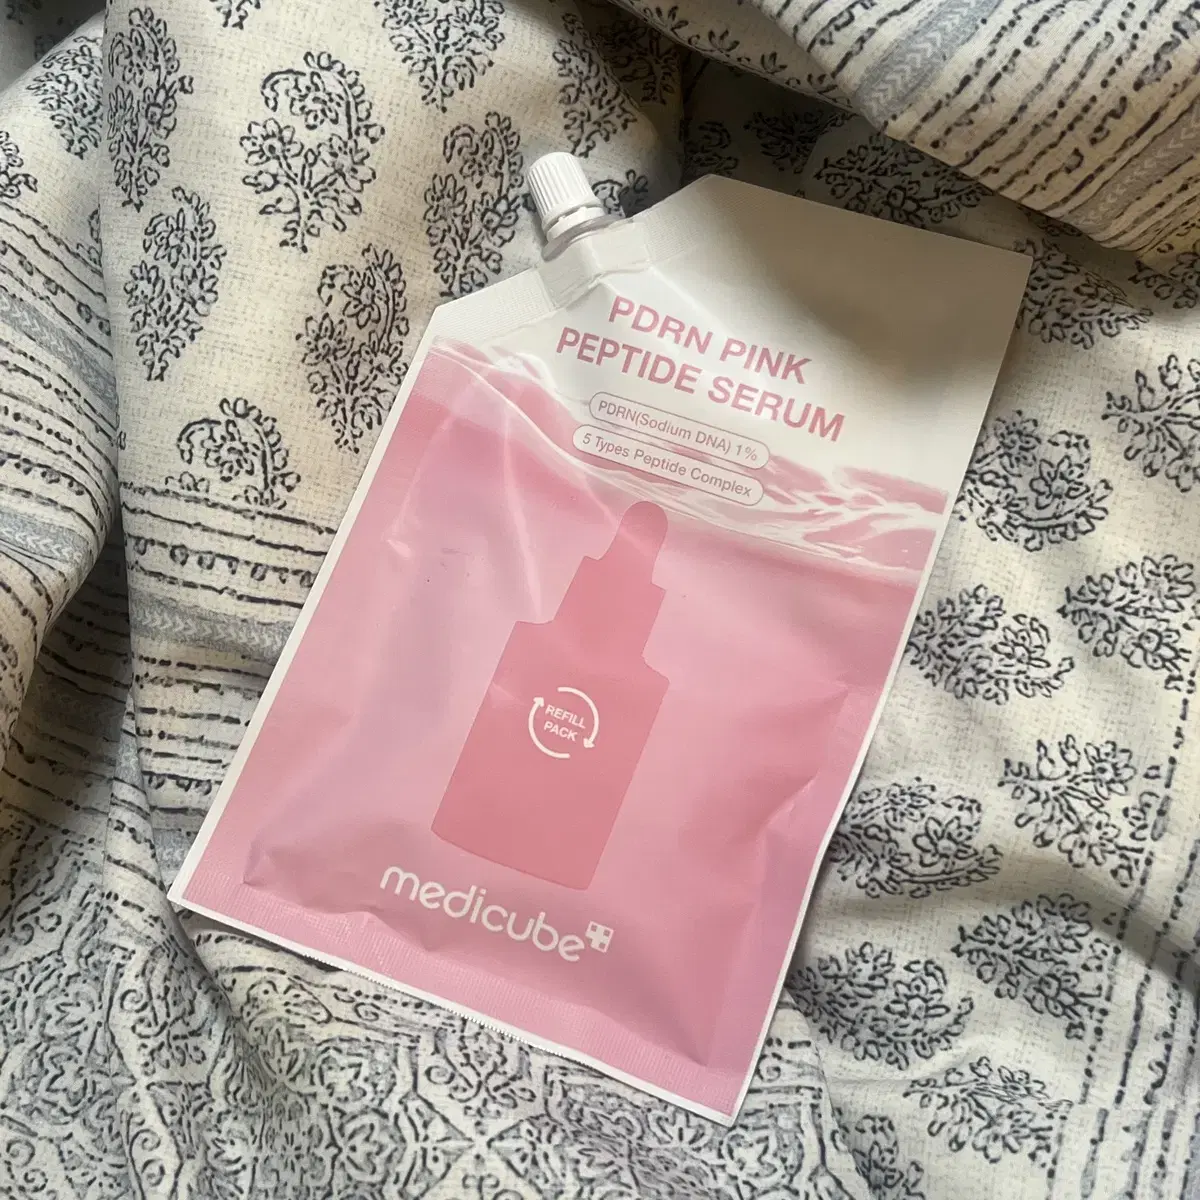 PDRN PINK
PEPTIDE SERUM
PDRN(Sodium DNA) 1%
5 Types Peptide Complex
REFILL
PACK
medicube